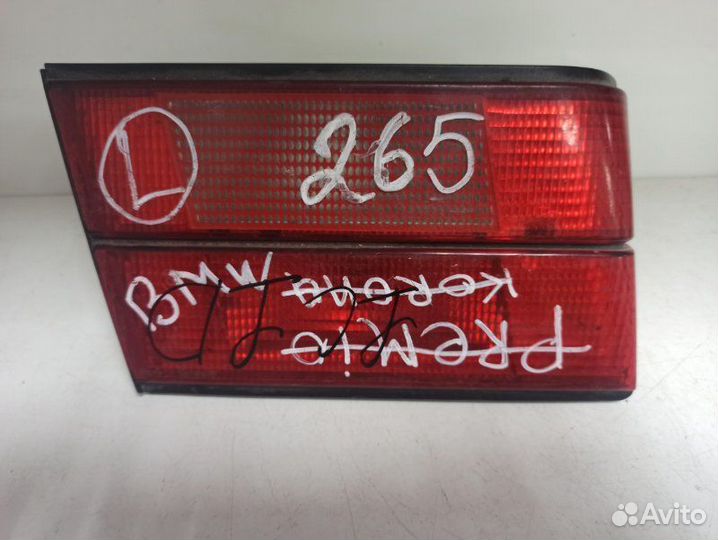 L 265
BMW
KORONA
PREMiO
Avito